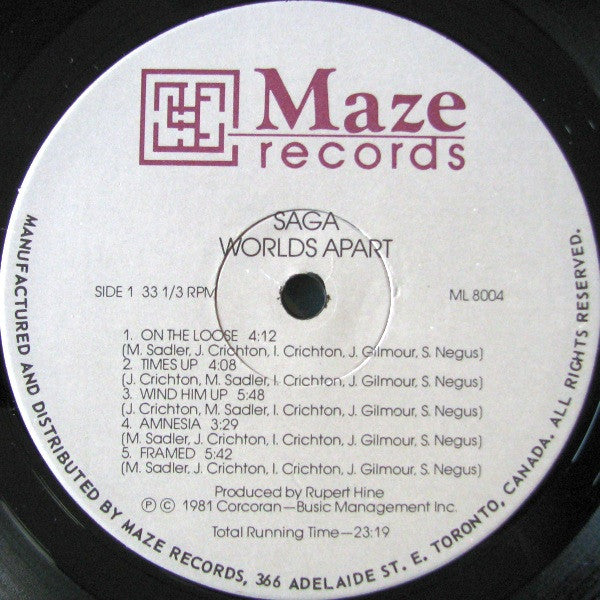 Maze
records
SAGA
WORLDS APART
SIDE 1 33 1/3 RPM
ML 8004
1. ON THE LOOSE 4:12
(M. Sadler, J. Crichton, I. Crichton, J. Gilmour, S. Negus)
2. TIMES UP 4:08
(J. Crichton, M. Sadler, I. Crichton, J. Gilmour, S. Negus)
3. WIND HIM UP 5:48
(J. Crichton, M. Sadler, I. Crichton, J. Gilmour, S. Negus)
4. AMNESIA 3:29
(M. Sadler, J. Crichton, I. Crichton, J. Gilmour, S. Negus)
5. FRAMED 5:42
(M. Sadler, J. Crichton, I. Crichton, J. Gilmour, S. Negus)
Produced by Rupert Hine
Ⓟ © 1981 Corcoran—Busic Management Inc.
Total Running Time—23:19
MANUFACTURED AND DISTRIBUTED BY MAZE RECORDS, 366 ADELAIDE ST. E. TORONTO, CANADA. ALL RIGHTS RESERVED.